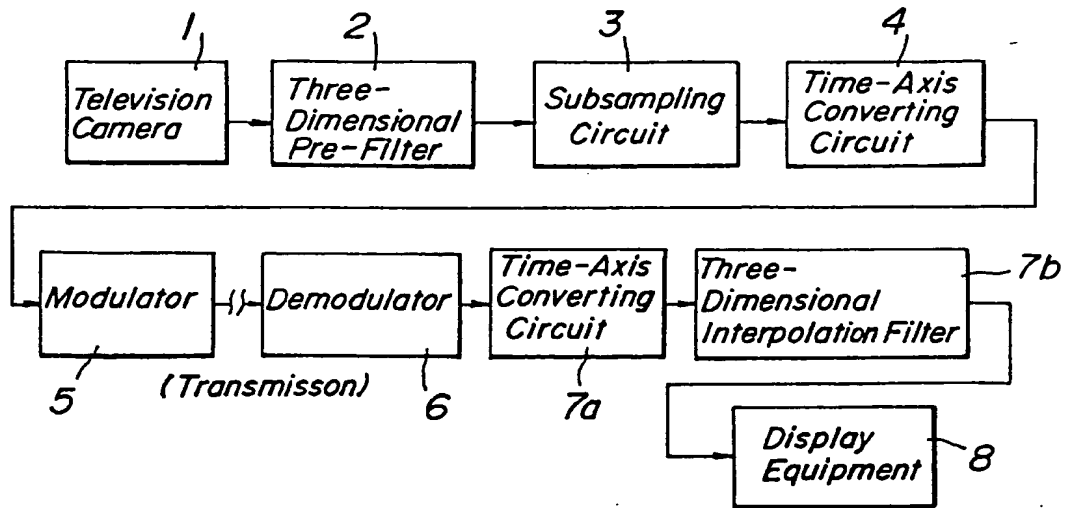 1
2
3
4
Television
Camera
Three-
Dimensional
Pre-Filter
Subsampling
Circuit
Time-Axis
Converting
Circuit
Modulator
Demodulator
Time-Axis
Converting
Circuit
Three-
Dimensional
Interpolation Filter
7b
5
(Transmisson)
6
7a
Display
Equipment
8